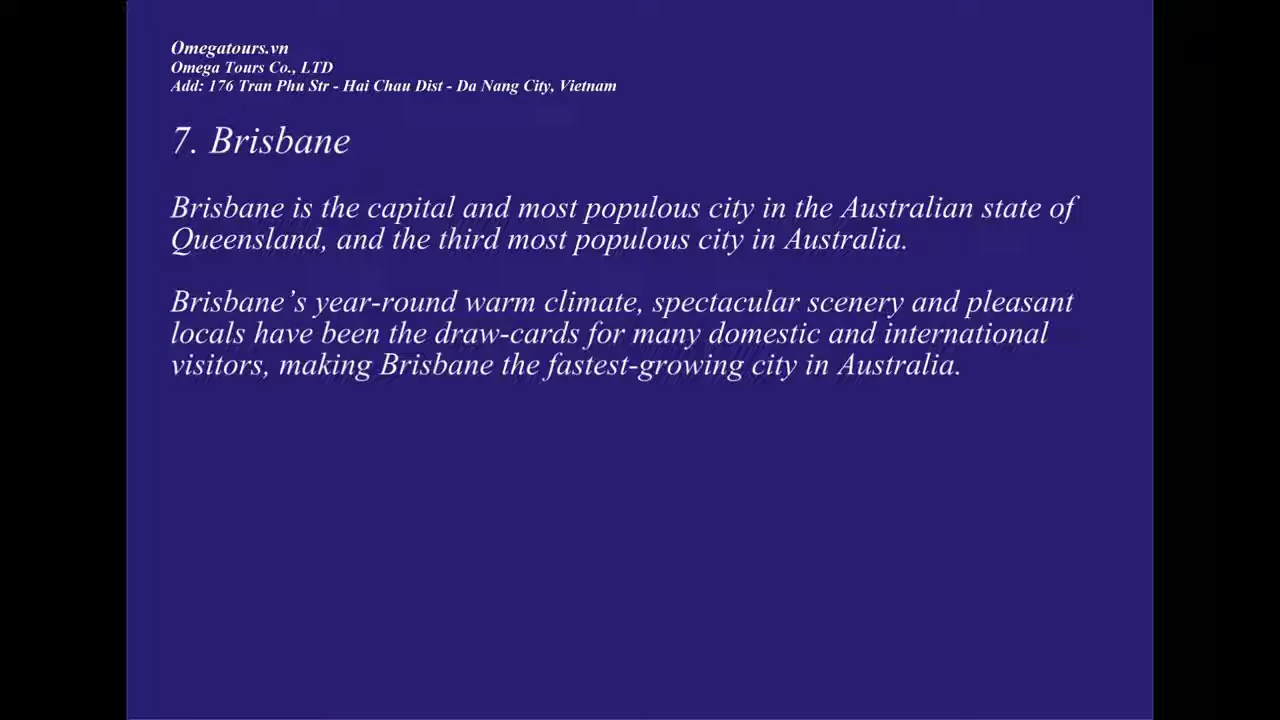 Omegatours.vn
Omega Tours Co., LTD
Add: 176 Tran Phu Str - Hai Chau Dist - Da Nang City, Vietnam
7. Brisbane
Brisbane is the capital and most populous city in the Australian state of
Queensland, and the third most populous city in Australia.
Brisbane’s year-round warm climate, spectacular scenery and pleasant
locals have been the draw-cards for many domestic and international
visitors, making Brisbane the fastest-growing city in Australia.